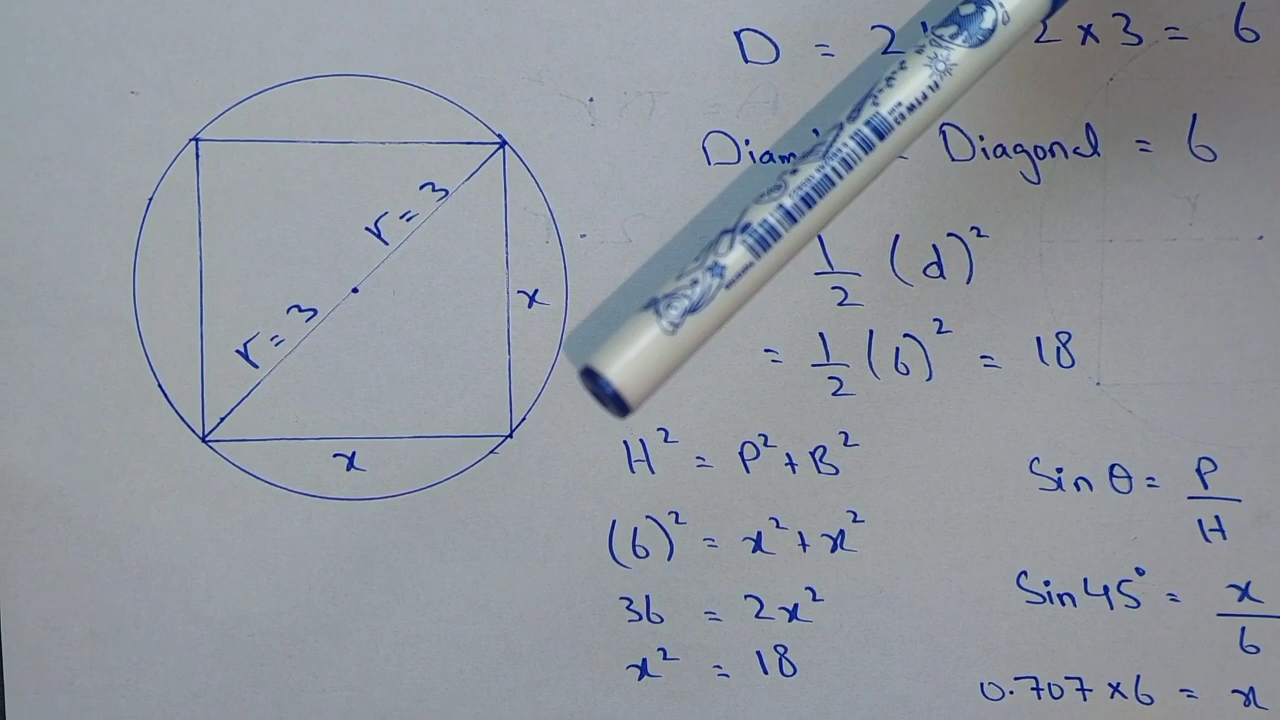 D = 2 2 × 3 = 6
Diagonal = 6
1/2 (d)²
= 1/2 (6)² = 18
r = 3
r = 3
x
x
H² = P² + B²
(6)² = x² + x²
36 = 2x²
x² = 18
Sin θ = P/H
Sin 45° = x/6
0.707 × 6 = x